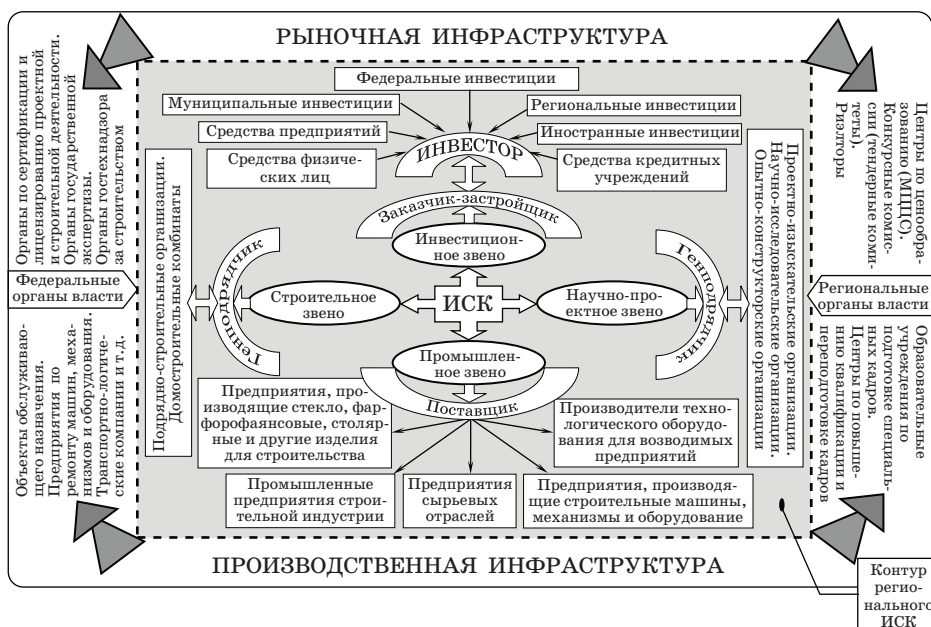 РЫНОЧНАЯ ИНФРАСТРУКТУРА
Органы по сертификации и
лицензированию проектной
и строительной деятельности.
Органы государственной
экспертизы.
Органы гостехнадзора
за строительством
Федеральные
органы власти
Объекты обслуживаю-
щего назначения.
Предприятия по
ремонту машин, меха-
низмов и оборудования.
Транспортно-логиче-
ские компании и т.д.
Подрядно-строительные организации.
Домостроительные комбинаты
Федеральные инвестиции
Муниципальные инвестиции
Региональные инвестиции
Средства предприятий
Иностранные инвестиции
Средства физиче-
ских лиц
ИНВЕСТОР
Средства кредитных
учреждений
Заказчик-застройщик
Инвестицион-
ное звено
Генподрядчик
Строительное
звено
ИСК
Научно-про-
ектное звено
Генподрядчик
Промышлен-
ное звено
Поставщик
Предприятия, про-
изводящие стекло, фар-
форофаянсовые, столяр-
ные и другие изделия
для строительства
Производители техно-
логического оборудо-
вания для возводимых
предприятий
Промышленные
предприятия строи-
тельной индустрии
Предприятия
сырьевых
отраслей
Предприятия, производя-
щие строительные машины,
механизмы и оборудование
Проектно-изыскательские организации.
Научно-исследовательские организации.
Опытно-конструкторские организации
Центры по ценообра-
зованию (МЦЦС).
Конкурсные комис-
сии (тендерные коми-
теты).
Риэлторы
Региональные
органы власти
Образовательные
учреждения по
подготовке специаль-
ных кадров.
Центры по повыше-
нию квалификации и
переподготовке кадров
ПРОИЗВОДСТВЕННАЯ ИНФРАСТРУКТУРА
Контур
регио-
нального
ИСК